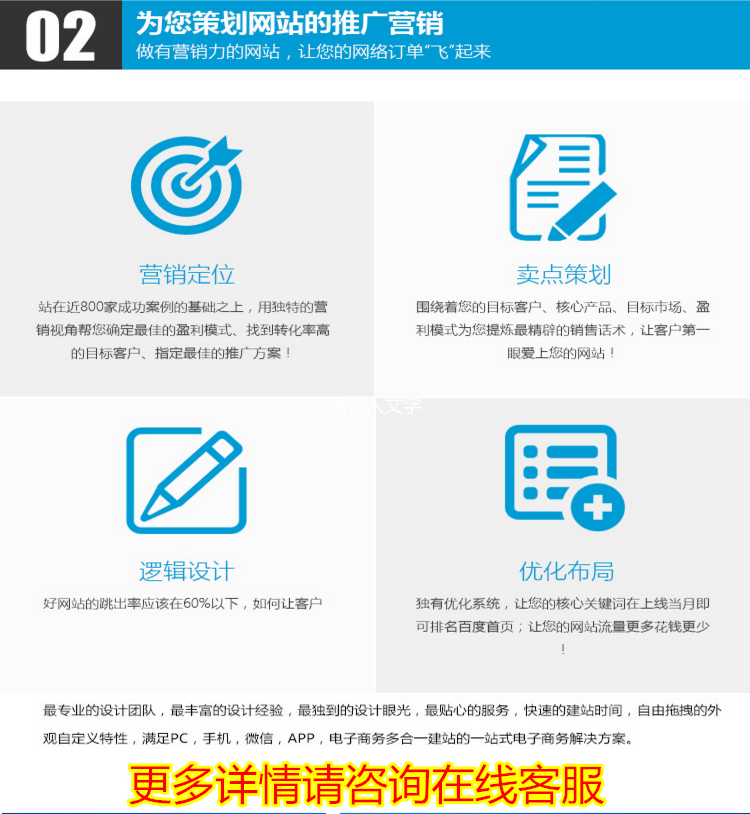 02
为您策划网站的推广营销
做有营销力的网站，让您的网络订单“飞”起来
营销定位
站在近800家成功案例的基础之上，用独特的营
销视角帮您确定最佳的盈利模式、找到转化率高
的目标客户、指定最佳的推广方案！
卖点策划
围绕着您的目标客户、核心产品、目标市场、盈
利模式为您提炼最精辟的销售话术，让客户第一
眼爱上您的网站！
文字
逻辑设计
好网站的跳出率应该在60%以下，如何让客户
优化布局
独有优化系统，让您的核心关键词在上线当月即
可排名百度首页；让您的网站流量更多花钱更少
！
最专业的设计团队，最丰富的设计经验，最独到的设计眼光，最贴心的服务，快速的建站时间，自由拖拽的外
观自定义特性，满足PC，手机，微信，APP，电子商务多合一建站的一站式电子商务解决方案。
更多详情请咨询在线客服